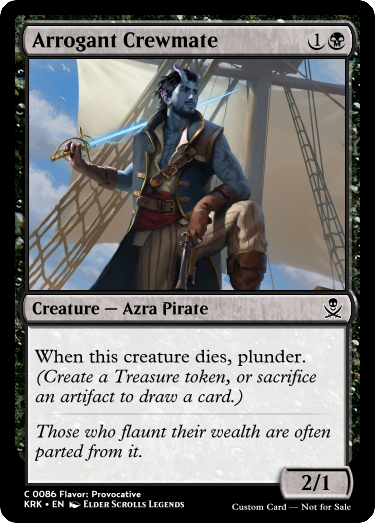 Arrogant Crewmate 1
Creature — Azra Pirate
When this creature dies, plunder.
(Create a Treasure token, or sacrifice
an artifact to draw a card.)
Those who flaunt their wealth are often
parted from it.
2/1
C 0086 Flavor: Provocative
KRK • EN Elder Scrolls Legends
Custom Card — Not for Sale